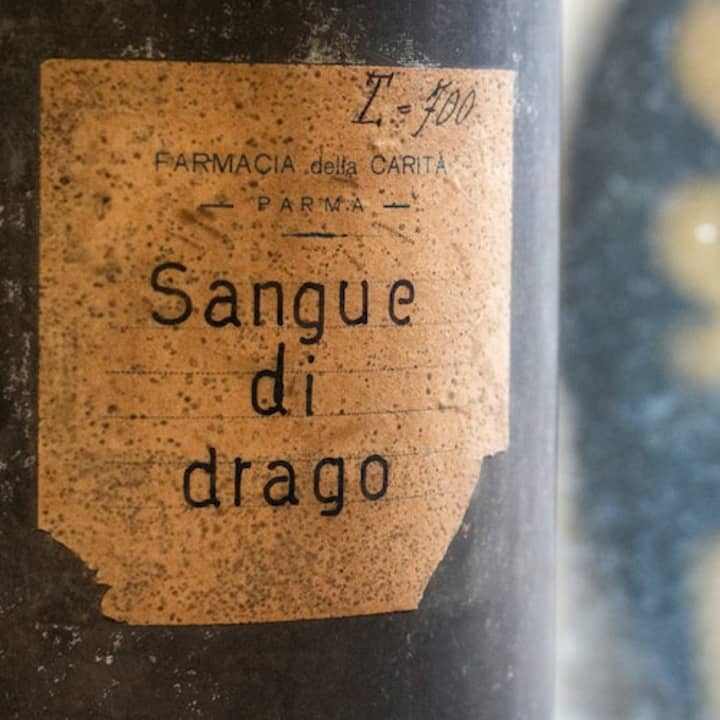 I = 700
FARMACIA della CARITÀ
— PARMA —
Sangue
di
drago